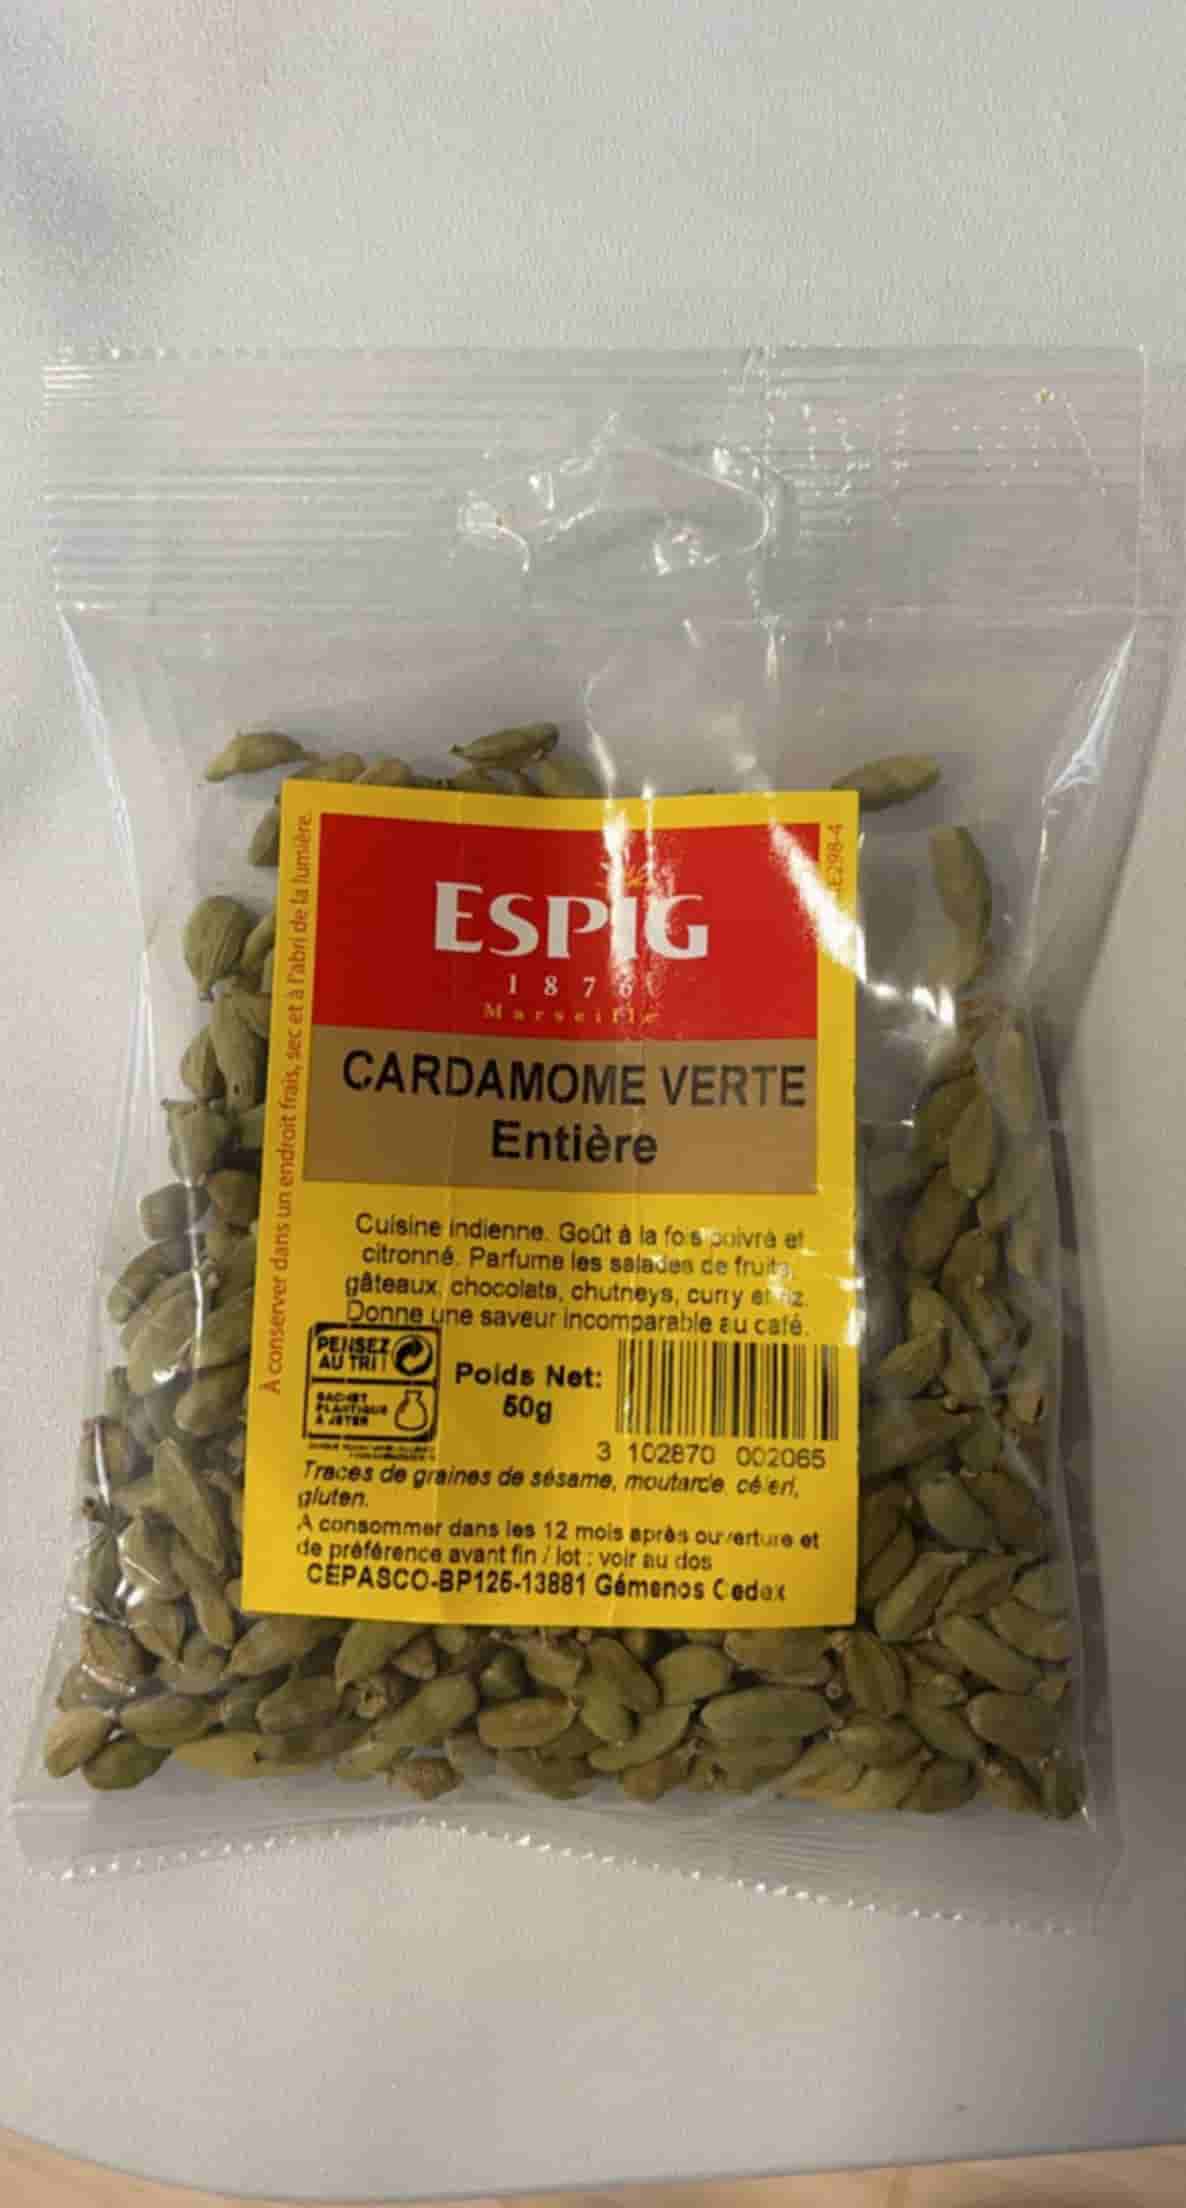 ESPIG
1876
Marseille
CARDAMOME VERTE
Entière
Cuisine indienne. Goût à la fois poivré et
citronné. Parfume les salades de fruits,
gâteaux, chocolats, chutneys, curry et riz.
Donne une saveur incomparable au café.
PENSEZ
AU TRI !
SACHET
PLASTIQUE
À JETER
Poids Net:
50g
3 102870 002065
Traces de graines de sésame, moutarde, céleri,
gluten.
A consommer dans les 12 mois après ouverture et
de préférence avant fin / lot : voir au dos
CEPASCO-BP125-13881 Gémenos Cedex
À conserver dans un endroit frais, sec et à l'abri de la lumière.
E298-4